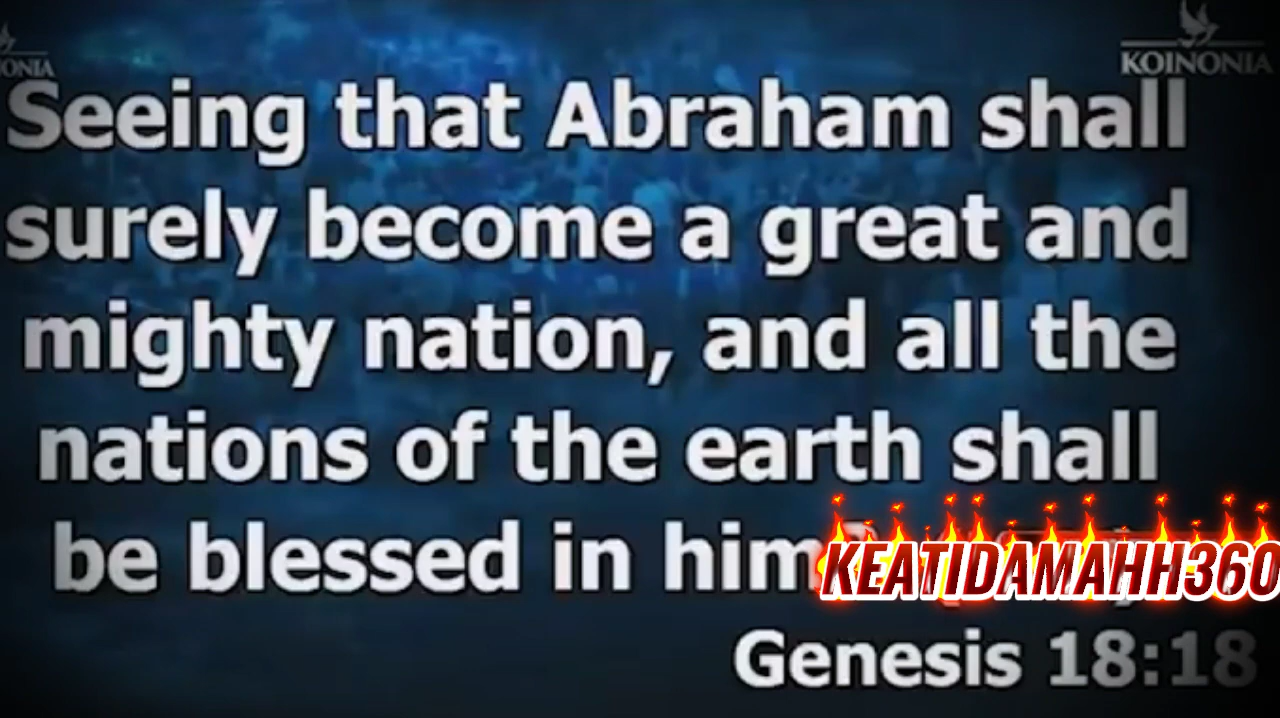 KOINONIA
Seeing that Abraham shall
surely become a great and
mighty nation, and all the
nations of the earth shall
be blessed in him
KEATIDAMAHH360
Genesis 18:18